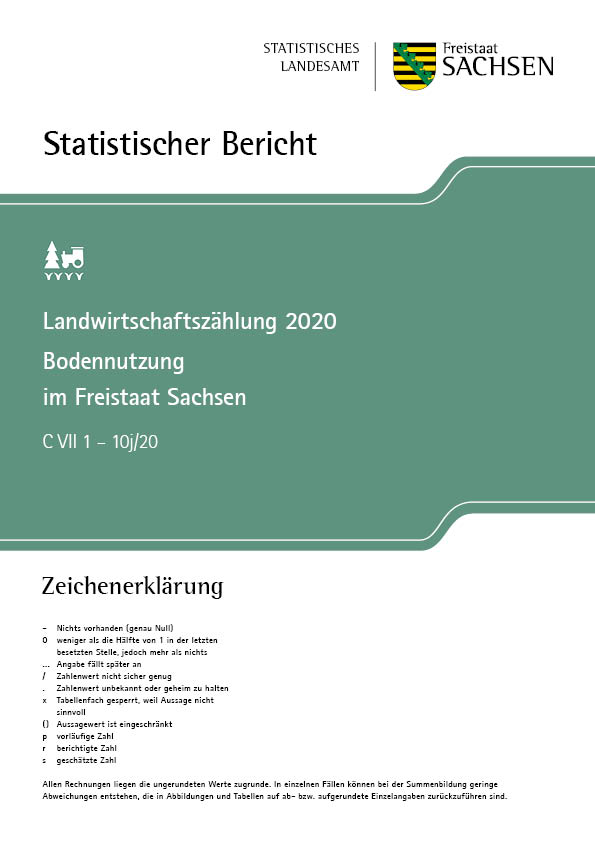 STATISTISCHES
LANDESAMT
Freistaat
SACHSEN
Statistischer Bericht
Landwirtschaftszählung 2020
Bodennutzung
im Freistaat Sachsen
C VII 1 – 10j/20
Zeichenerklärung
- Nichts vorhanden (genau Null)
0 weniger als die Hälfte von 1 in der letzten
besetzten Stelle, jedoch mehr als nichts
... Angabe fällt später an
/ Zahlenwert nicht sicher genug
. Zahlenwert unbekannt oder geheim zu halten
x Tabellenfach gesperrt, weil Aussage nicht
sinnvoll
() Aussagewert ist eingeschränkt
p vorläufige Zahl
r berichtigte Zahl
s geschätzte Zahl
Allen Rechnungen liegen die ungerundeten Werte zugrunde. In einzelnen Fällen können bei der Summenbildung geringe
Abweichungen entstehen, die in Abbildungen und Tabellen auf ab- bzw. aufgerundete Einzelangaben zurückzuführen sind.